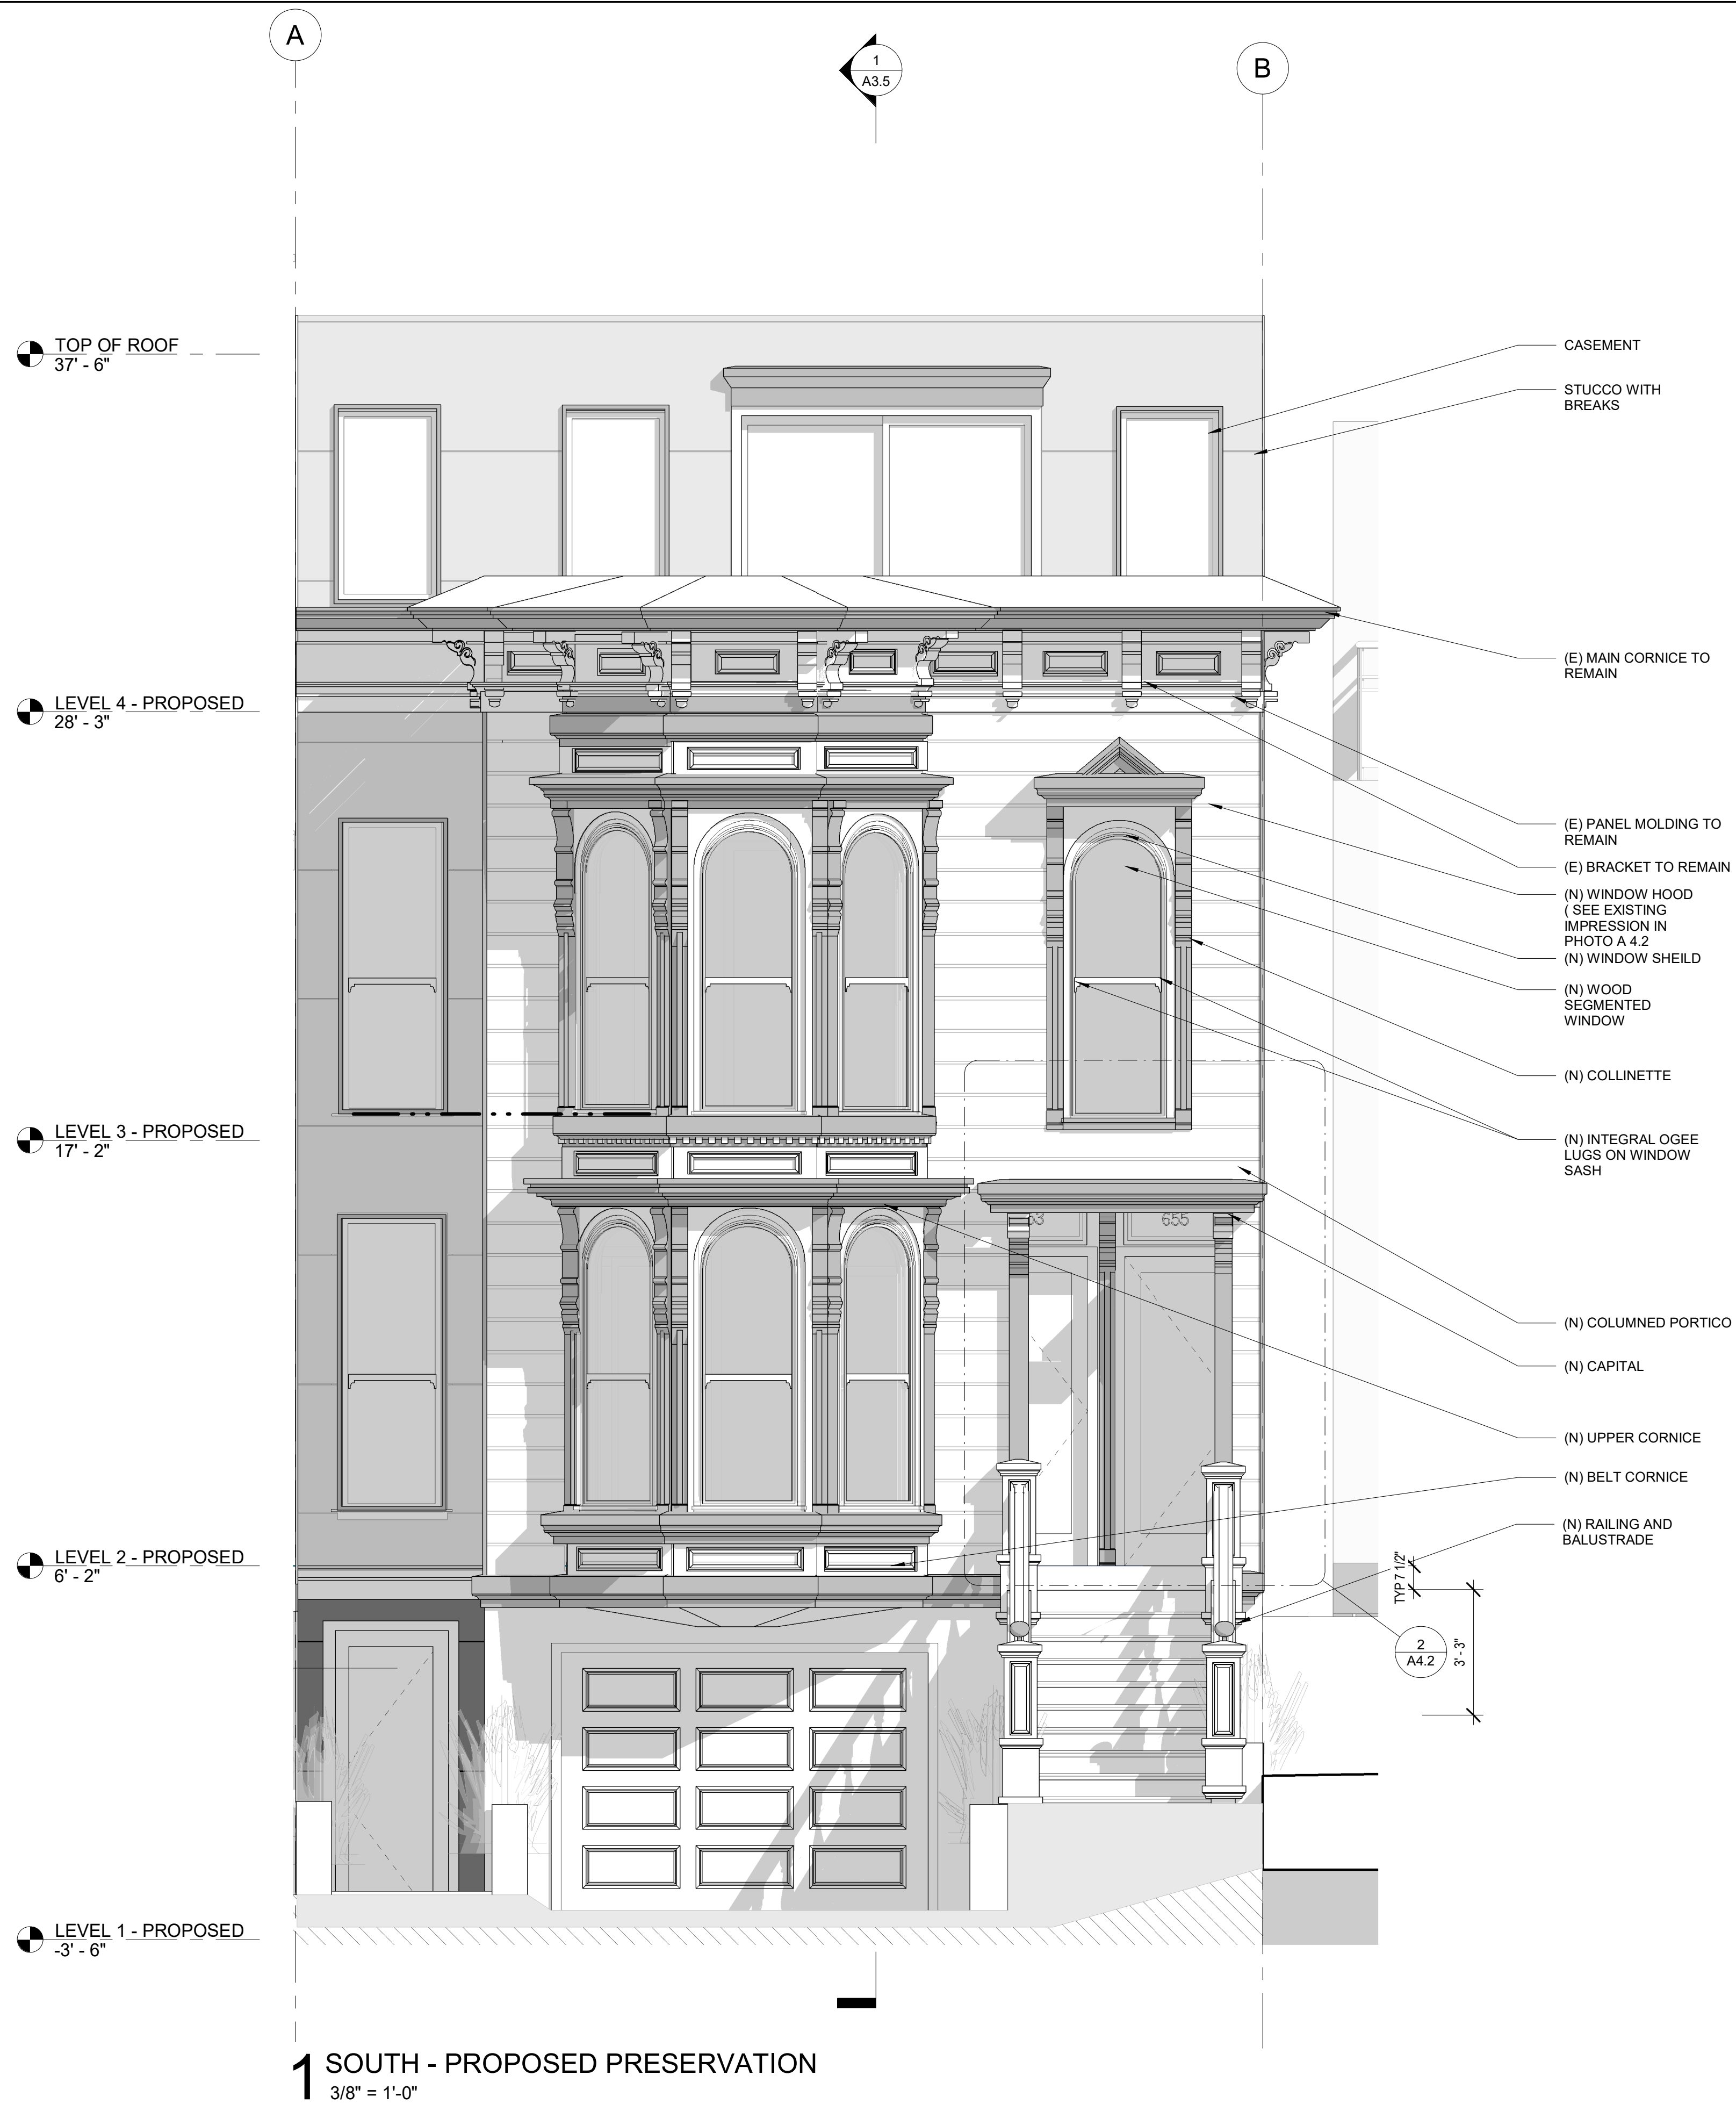 A
1
A3.5
B
TOP OF ROOF
37' - 6"
CASEMENT
STUCCO WITH
BREAKS
(E) MAIN CORNICE TO
REMAIN
LEVEL 4 - PROPOSED
28' - 3"
(E) PANEL MOLDING TO
REMAIN
(E) BRACKET TO REMAIN
(N) WINDOW HOOD
( SEE EXISTING
IMPRESSION IN
PHOTO A 4.2
(N) WINDOW SHEILD
(N) WOOD
SEGMENTED
WINDOW
(N) COLLINETTE
LEVEL 3 - PROPOSED
17' - 2"
(N) INTEGRAL OGEE
LUGS ON WINDOW
SASH
53
655
(N) COLUMNED PORTICO
(N) CAPITAL
(N) UPPER CORNICE
(N) BELT CORNICE
(N) RAILING AND
BALUSTRADE
LEVEL 2 - PROPOSED
6' - 2"
TYP 7 1/2"
3' - 3"
2
A4.2
LEVEL 1 - PROPOSED
-3' - 6"
1 SOUTH - PROPOSED PRESERVATION
3/8" = 1'-0"